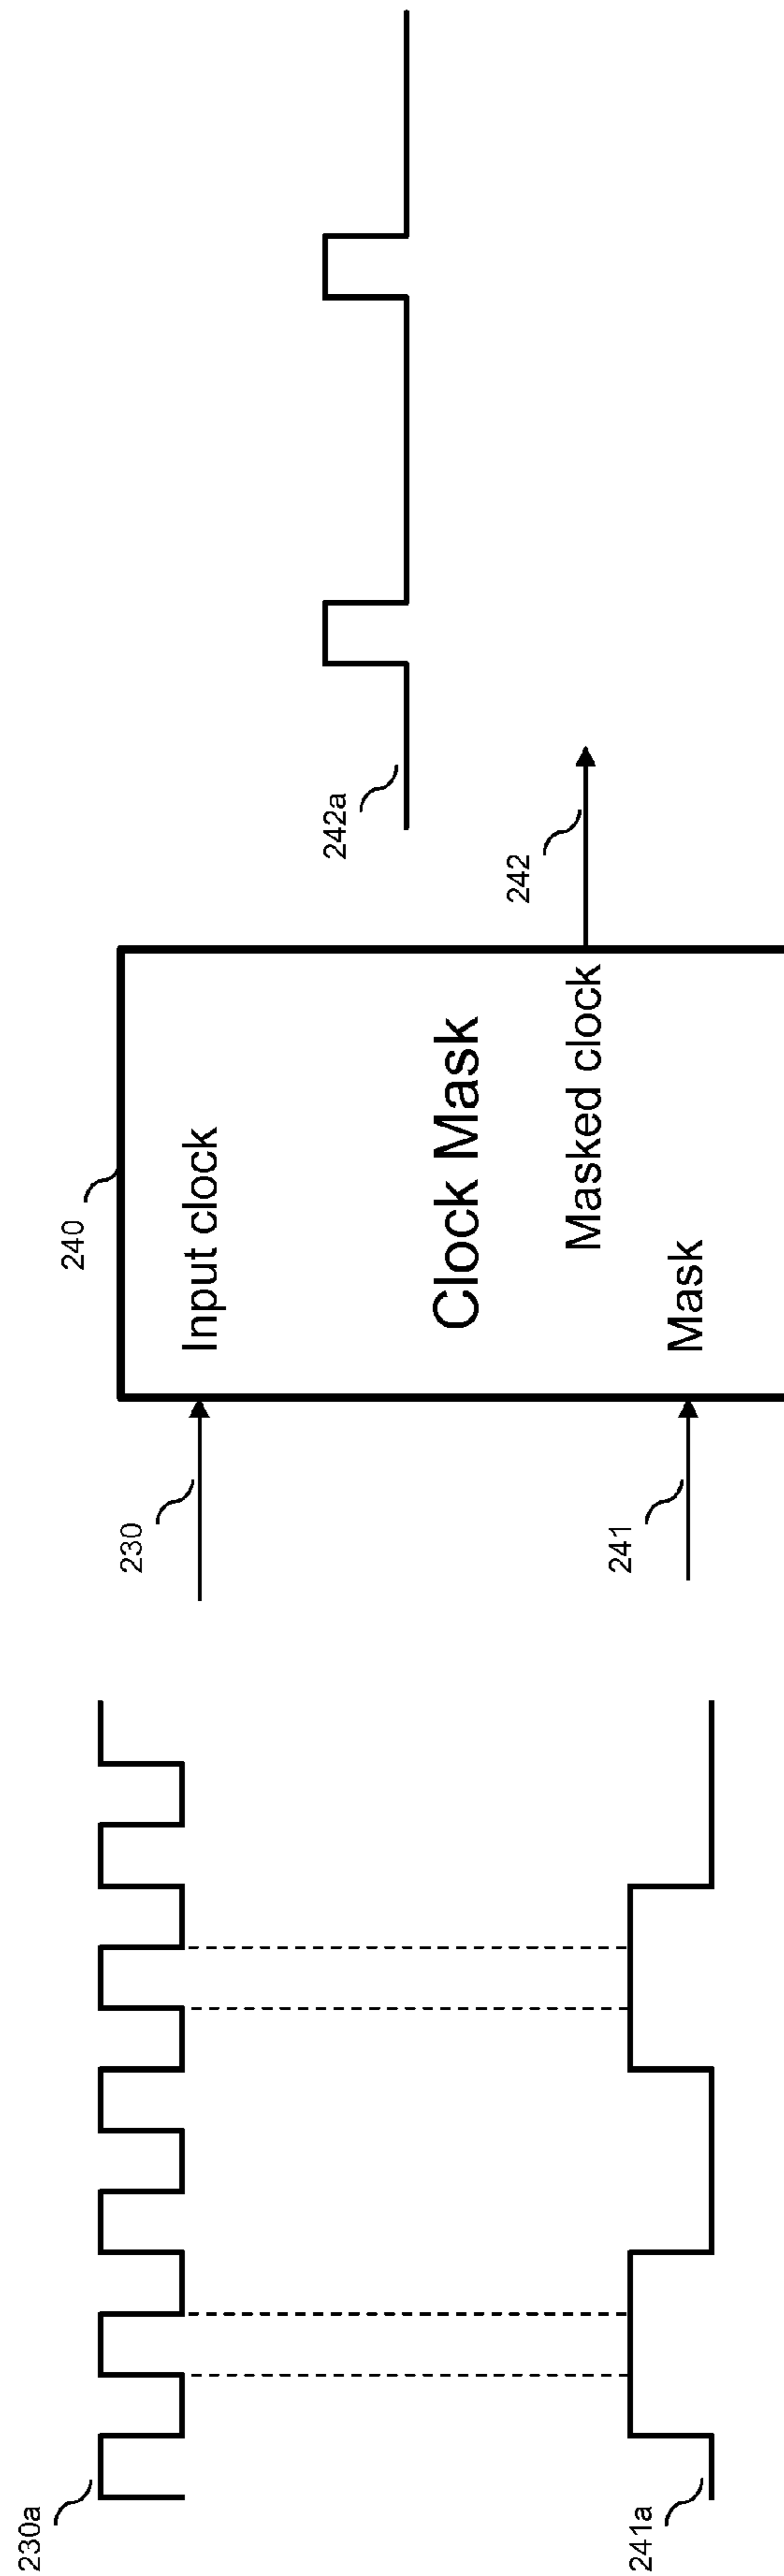 230a
230
240
Input clock
Clock Mask
Masked clock
Mask
242a
242
241
241a